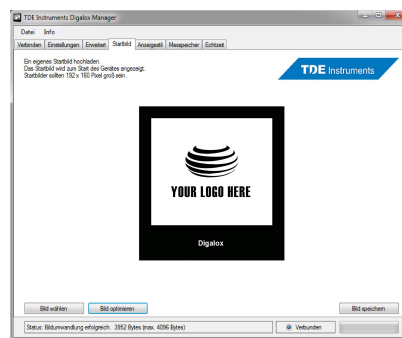 TDE Instruments Digalox Manager
Datei Info
Verbinden Einstellungen Erweitert Startbild Anzeigestil Messpeicher Echtzeit
Ein eigenes Startbild hochladen.
Das Startbild wird zum Start des Gerätes angezeigt.
Startbilder sollten 192 x 160 Pixel groß sein.
TDE Instruments
YOUR LOGO HERE
Digalox
Bild wählen Bild optimieren Bild speichern
Status: Bildumwandlung erfolgreich. 3952 Bytes (max. 4096 Bytes) Verbunden